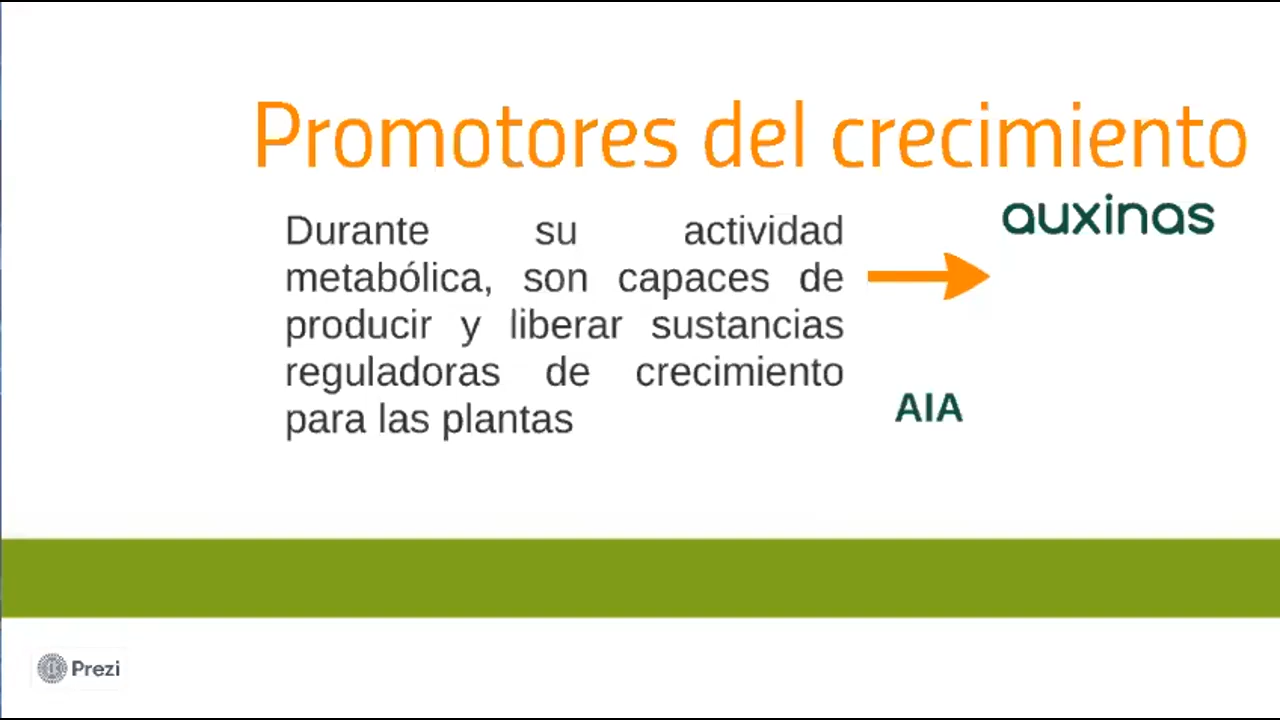 Promotores del crecimiento
auxinas
Durante su actividad
metabólica, son capaces de
producir y liberar sustancias
reguladoras de crecimiento
para las plantas
AIA
Prezi